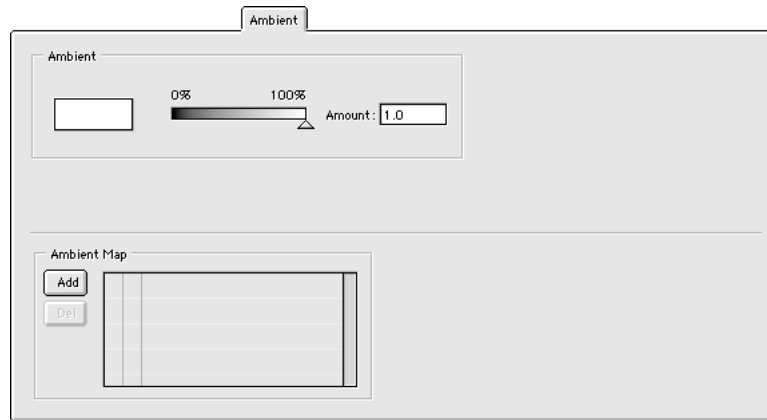 Ambient
Ambient
0% 100%
Amount: 1.0
Ambient Map
Add
Del